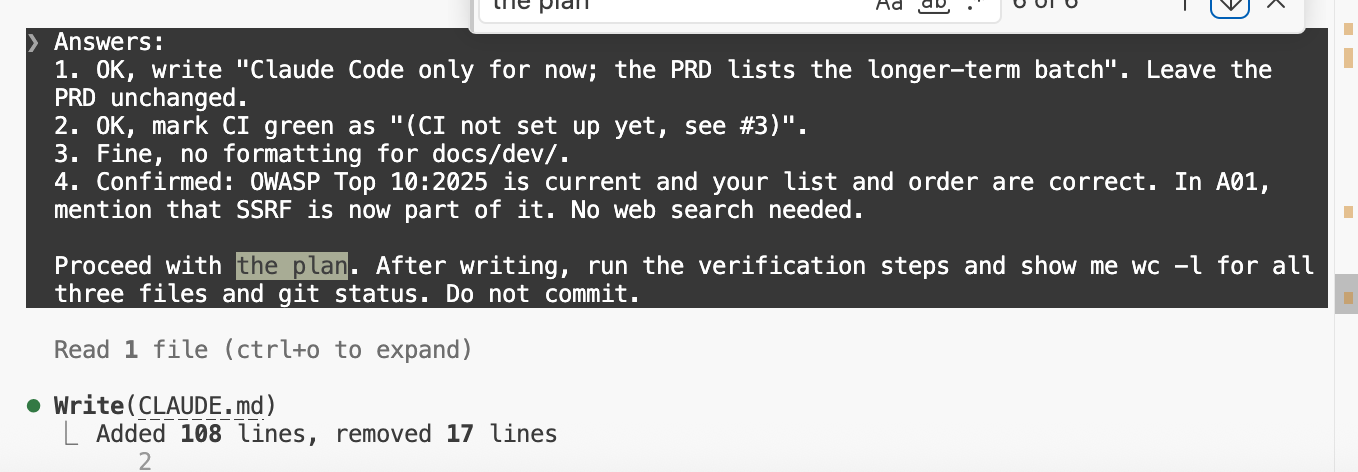 the plan
Aa ab .* 6 of 6
❯ Answers:
1. OK, write "Claude Code only for now; the PRD lists the longer-term batch". Leave the
PRD unchanged.
2. OK, mark CI green as "(CI not set up yet, see #3)".
3. Fine, no formatting for docs/dev/.
4. Confirmed: OWASP Top 10:2025 is current and your list and order are correct. In A01,
mention that SSRF is now part of it. No web search needed.
Proceed with the plan. After writing, run the verification steps and show me wc -l for all
three files and git status. Do not commit.
Read 1 file (ctrl+o to expand)
Write(CLAUDE.md)
Added 108 lines, removed 17 lines
2